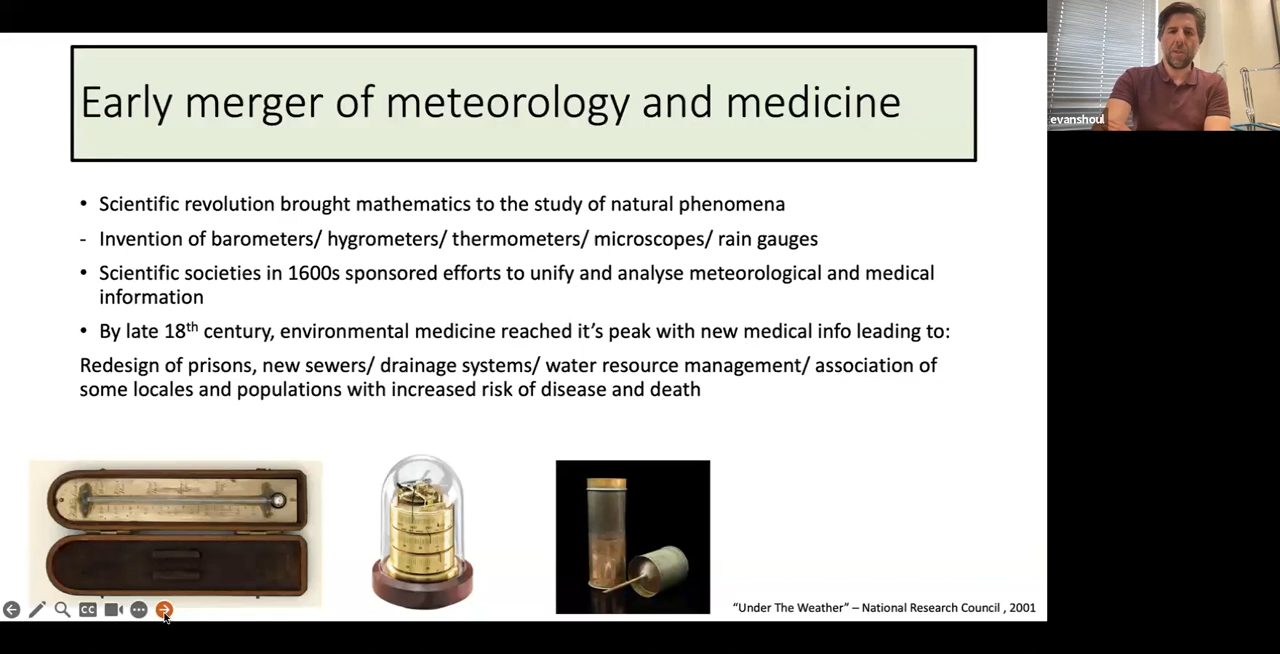 Early merger of meteorology and medicine
evanshoul
• Scientific revolution brought mathematics to the study of natural phenomena
- Invention of barometers/ hygrometers/ thermometers/ microscopes/ rain gauges
• Scientific societies in 1600s sponsored efforts to unify and analyse meteorological and medical
information
• By late 18th century, environmental medicine reached it’s peak with new medical info leading to:
Redesign of prisons, new sewers/ drainage systems/ water resource management/ association of
some locales and populations with increased risk of disease and death
CC
“Under The Weather” – National Research Council , 2001